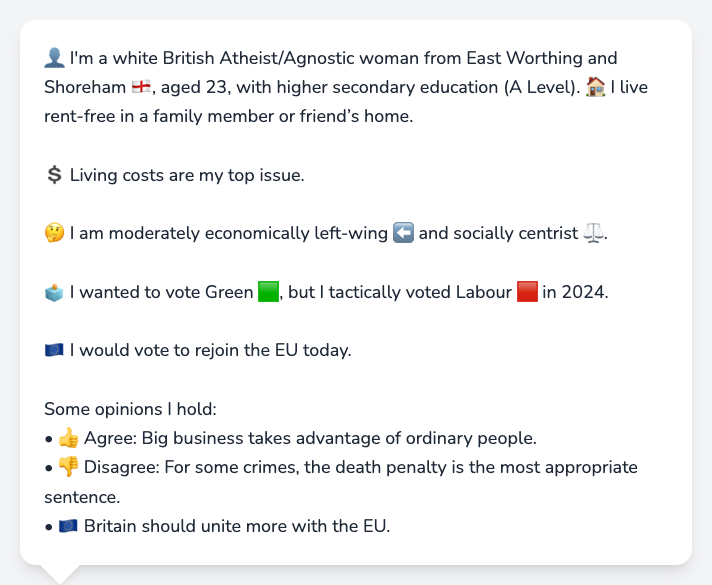 👤 I'm a white British Atheist/Agnostic woman from East Worthing and
Shoreham 🏴󠁧󠁢󠁥󠁮󠁧󠁿, aged 23, with higher secondary education (A Level). 🏠 I live
rent-free in a family member or friend’s home.
💲 Living costs are my top issue.
🤔 I am moderately economically left-wing ⬅️ and socially centrist ⚖️.
🗳️ I wanted to vote Green 🟩, but I tactically voted Labour 🟥 in 2024.
🇪🇺 I would vote to rejoin the EU today.
Some opinions I hold:
• 👍 Agree: Big business takes advantage of ordinary people.
• 👎 Disagree: For some crimes, the death penalty is the most appropriate
sentence.
• 🇪🇺 Britain should unite more with the EU.